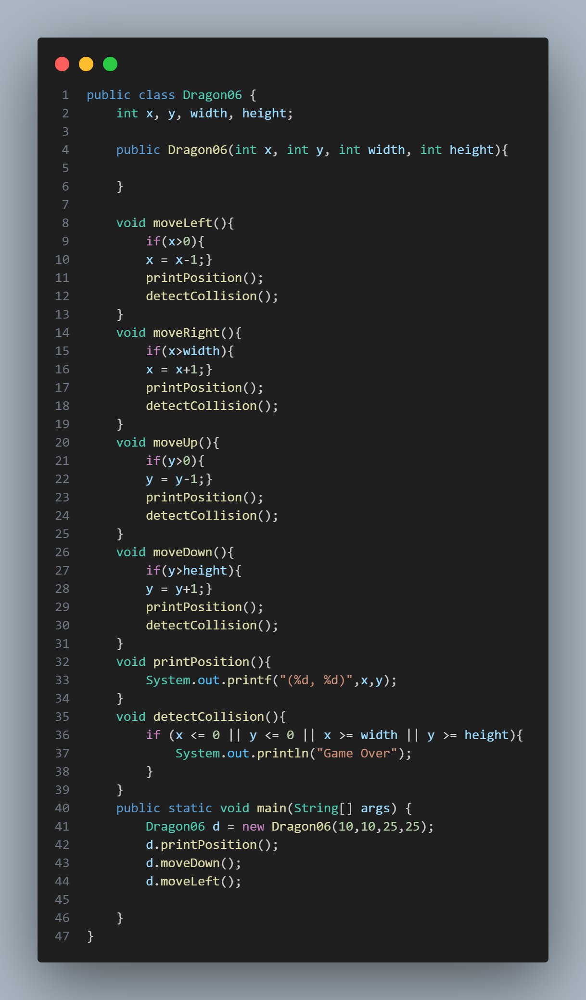 1 public class Dragon06 {
2     int x, y, width, height;
3
4     public Dragon06(int x, int y, int width, int height){
5
6     }
7
8     void moveLeft(){
9         if(x>0){
10         x = x-1;}
11         printPosition();
12         detectCollision();
13     }
14     void moveRight(){
15         if(x>width){
16         x = x+1;}
17         printPosition();
18         detectCollision();
19     }
20     void moveUp(){
21         if(y>0){
22         y = y-1;}
23         printPosition();
24         detectCollision();
25     }
26     void moveDown(){
27         if(y>height){
28         y = y+1;}
29         printPosition();
30         detectCollision();
31     }
32     void printPosition(){
33         System.out.printf("(%d, %d)",x,y);
34     }
35     void detectCollision(){
36         if (x <= 0 || y <= 0 || x >= width || y >= height){
37             System.out.println("Game Over");
38         }
39     }
40     public static void main(String[] args) {
41         Dragon06 d = new Dragon06(10,10,25,25);
42         d.printPosition();
43         d.moveDown();
44         d.moveLeft();
45
46     }
47 }